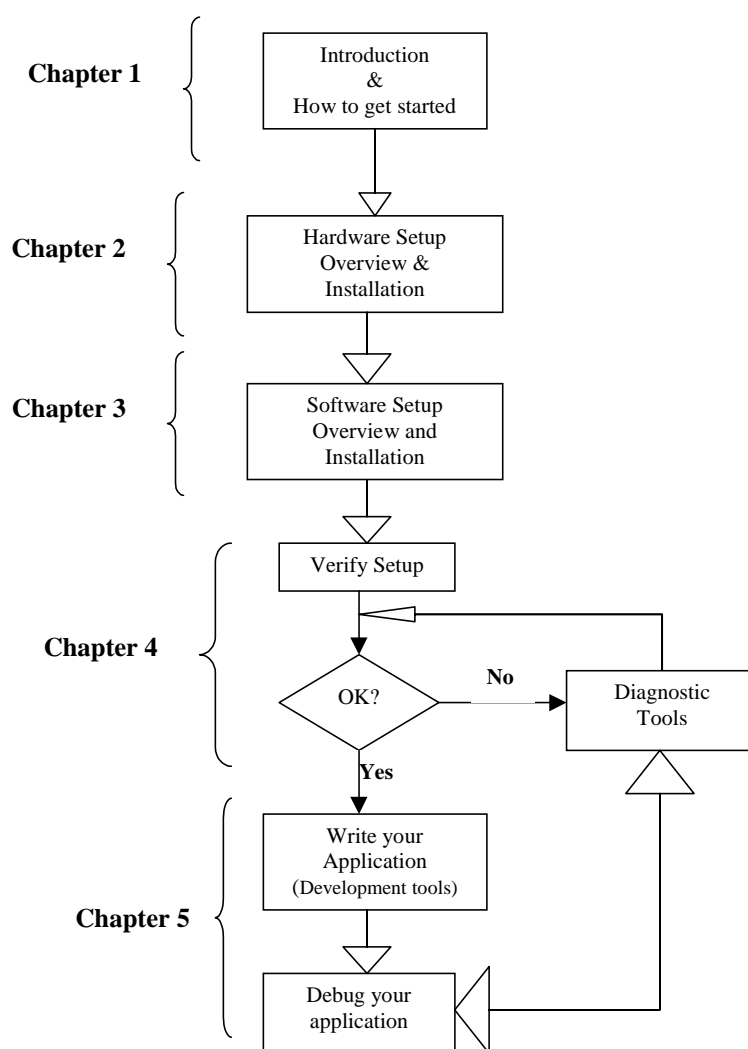 Chapter 1
Introduction
&
How to get started
Chapter 2
Hardware Setup
Overview &
Installation
Chapter 3
Software Setup
Overview and
Installation
Chapter 4
Verify Setup
OK?
No
Diagnostic
Tools
Yes
Chapter 5
Write your
Application
(Development tools)
Debug your
application